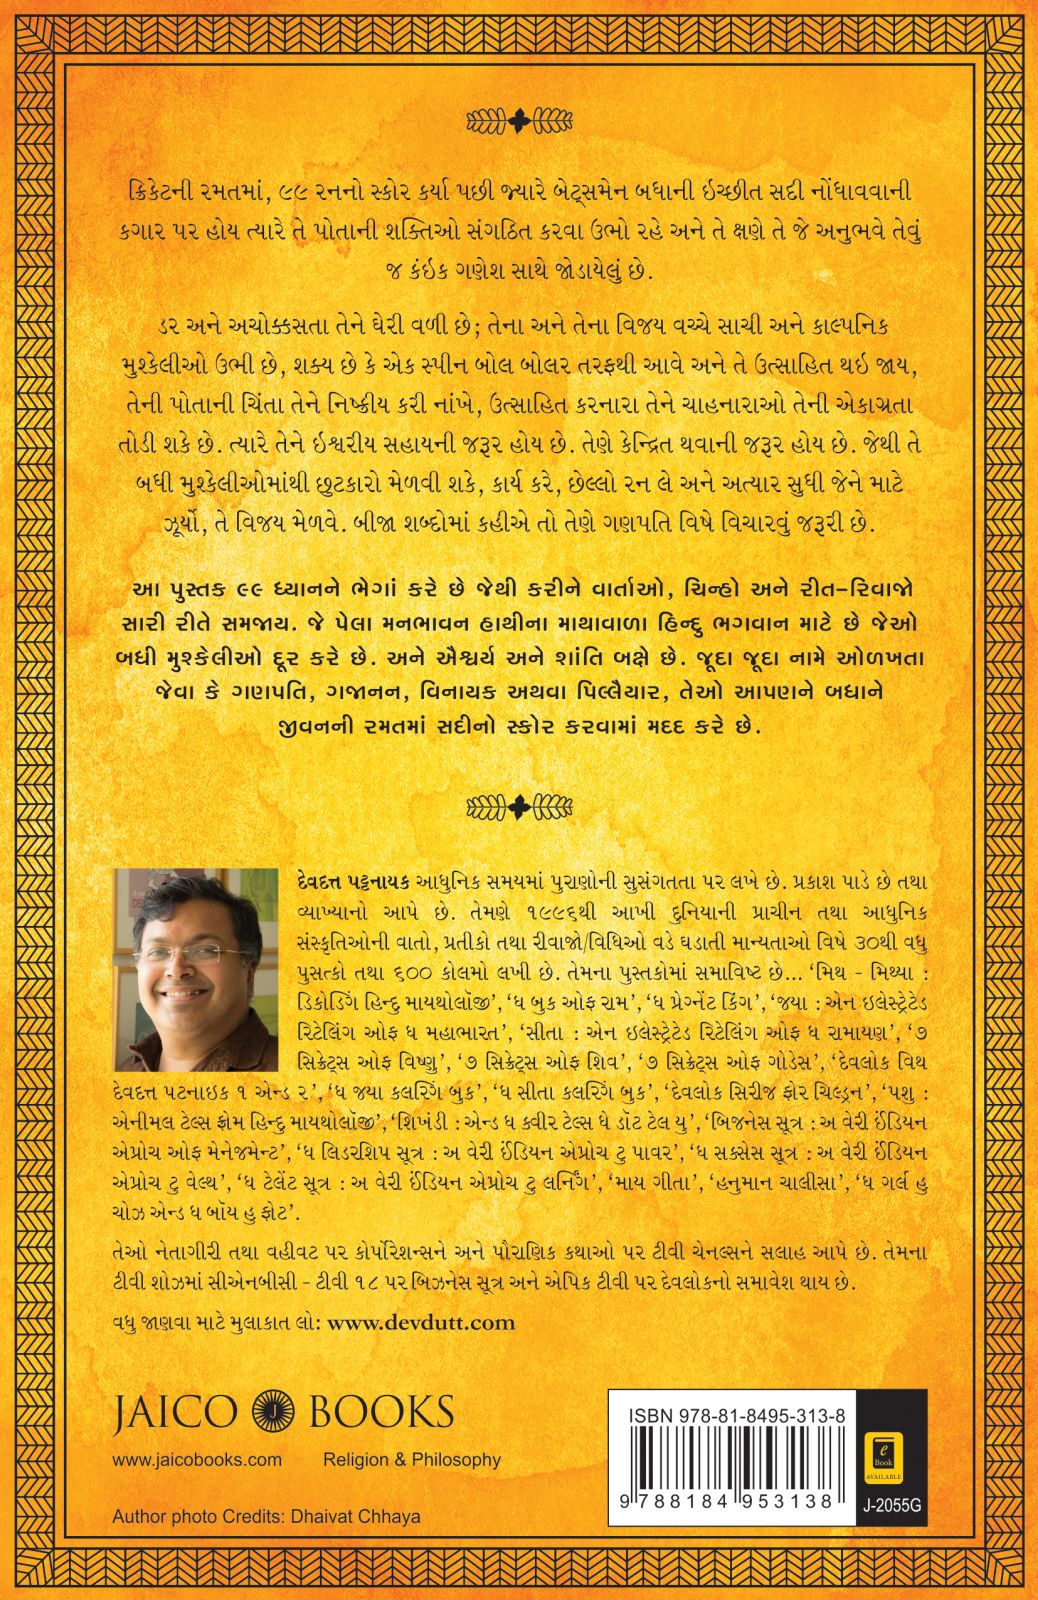 ક્રિકેટની રમતમાં, ૯૯ રનનો સ્કોર કર્યા પછી જ્યારે બેટ્સમેન બધાની ઇચ્છીત સદી નોંધાવવાની
કગાર પર હોય ત્યારે તે પોતાની શક્તિઓ સંગઠિત કરવા ઉભો રહે અને તે ક્ષણે તે જે અનુભવે તેવું
જ કંઇક ગણેશ સાથે જોડાયેલું છે.
ડર અને અચોક્કસતા તેને ઘેરી વળી છે; તેના અને તેના વિજય વચ્ચે સાચી અને કાલ્પનિક
મુશ્કેલીઓ ઉભી છે, શક્ય છે કે એક સ્પીન બોલ બોલર તરફથી આવે અને તે ઉત્સાહિત થઇ જાય,
તેની પોતાની ચિંતા તેને નિષ્ક્રીય કરી નાંખે, ઉત્સાહિત કરનારા તેને ચાહનારાઓ તેની એકાગ્રતા
તોડી શકે છે. ત્યારે તેને ઇશ્વરીય સહાયની જરૂર હોય છે. તેણે કેન્દ્રિત થવાની જરૂર હોય છે. જેથી તે
બધી મુશ્કેલીઓમાંથી છુટકારો મેળવી શકે, કાર્ય કરે, છેલ્લો રન લે અને અત્યાર સુધી જેને માટે
ઝૂર્યો, તે વિજય મેળવે. બીજા શબ્દોમાં કહીએ તો તેણે ગણપતિ વિષે વિચારવું જરૂરી છે.
આ પુસ્તક ૯૯ ધ્યાનને ભેગાં કરે છે જેથી કરીને વાર્તાઓ, ચિન્હો અને રીત-રિવાજો
સારી રીતે સમજાય. જે પેલા મનભાવન હાથીના માથાવાળા હિન્દુ ભગવાન માટે છે જેઓ
બધી મુશ્કેલીઓ દૂર કરે છે. અને ઐશ્વર્ય અને શાંતિ બક્ષે છે. જૂદા જૂદા નામે ઓળખતા
જેવા કે ગણપતિ, ગજાનન, વિનાયક અથવા પિલ્લૈયાર, તેઓ આપણને બધાને
જીવનની રમતમાં સદીનો સ્કોર કરવામાં મદદ કરે છે.
દેવદત્ત પટ્ટનાયક આધુનિક સમયમાં પુરાણોની સુસંગતતા પર લખે છે. પ્રકાશ પાડે છે તથા
વ્યાખ્યાનો આપે છે. તેમણે ૧૯૯૬થી આખી દુનિયાની પ્રાચીન તથા આધુનિક
સંસ્કૃતિઓની વાતો, પ્રતીકો તથા રીવાજો/વિધિઓ વડે ઘડાતી માન્યતાઓ વિષે ૩૦થી વધુ
પુસત્કો તથા ૬૦૦ કોલમો લખી છે. તેમના પુસ્તકોમાં સમાવિષ્ટ છે... ‘મિથ - મિથ્યા :
ડિકોડિંગ હિન્દુ માયથોલૉજી’, ‘ધ બુક ઓફ રામ’, ‘ધ પ્રેગ્નેંટ કિંગ’, ‘જયા : એન ઇલેસ્ટ્રેટેડ
રિટેલિંગ ઓફ ધ મહાભારત’, ‘સીતા : એન ઇલેસ્ટ્રેટેડ રિટેલિંગ ઓફ ધ રામાયણ’, ‘૭
સિક્રેટ્સ ઓફ વિષ્ણુ’, ‘૭ સિક્રેટ્સ ઓફ શિવ’, ‘૭ સિક્રેટ્સ ઓફ ગોડેસ’, ‘દેવલોક વિથ
દેવદત્ત પટનાઇક ૧ એન્ડ ૨’, ‘ધ જયા કલરિંગ બુક’, ‘ધ સીતા કલરિંગ બુક’, ‘દેવલોક સિરીજ ફોર ચિલ્ડ્રન’, ‘પશુ :
એનીમલ ટેલ્સ ફ્રોમ હિન્દુ માયથોલૉજી’, ‘શિખંડી : એન્ડ ધ ક્વીર ટેલ્સ ધે ડૉટ ટેલ યુ’, ‘બિજનેસ સૂત્ર : અ વેરી ઈંડિયન
એપ્રોચ ઓફ મેનેજમેન્ટ’, ‘ધ લિડરશિપ સૂત્ર : અ વેરી ઈંડિયન એપ્રોચ ટુ પાવર’, ‘ધ સક્સેસ સૂત્ર : અ વેરી ઈંડિયન
એપ્રોચ ટુ વેલ્થ’, ‘ધ ટેલેંટ સૂત્ર : અ વેરી ઈંડિયન એપ્રોચ ટુ લર્નિંગ’, ‘માય ગીતા’, ‘હનુમાન ચાલીસા’, ‘ધ ગર્લ હુ
ચોઝ એન્ડ ધ બૉય હુ ફોટ’.
તેઓ નેતાગીરી તથા વહીવટ પર કોર્પોરેશન્સને અને પૌરાણિક કથાઓ પર ટીવી ચેનલ્સને સલાહ આપે છે. તેમના
ટીવી શોઝમાં સીએનબીસી - ટીવી ૧૮ પર બિઝનેસ સૂત્ર અને એપિક ટીવી પર દેવલોકનો સમાવેશ થાય છે.
વધુ જાણવા માટે મુલાકાત લો: www.devdutt.com
JAICO J BOOKS
www.jaicobooks.com Religion & Philosophy
Author photo Credits: Dhaivat Chhaya
ISBN 978-81-8495-313-8
9 788184 953138
e
Book
AVAILABLE
J-2055G